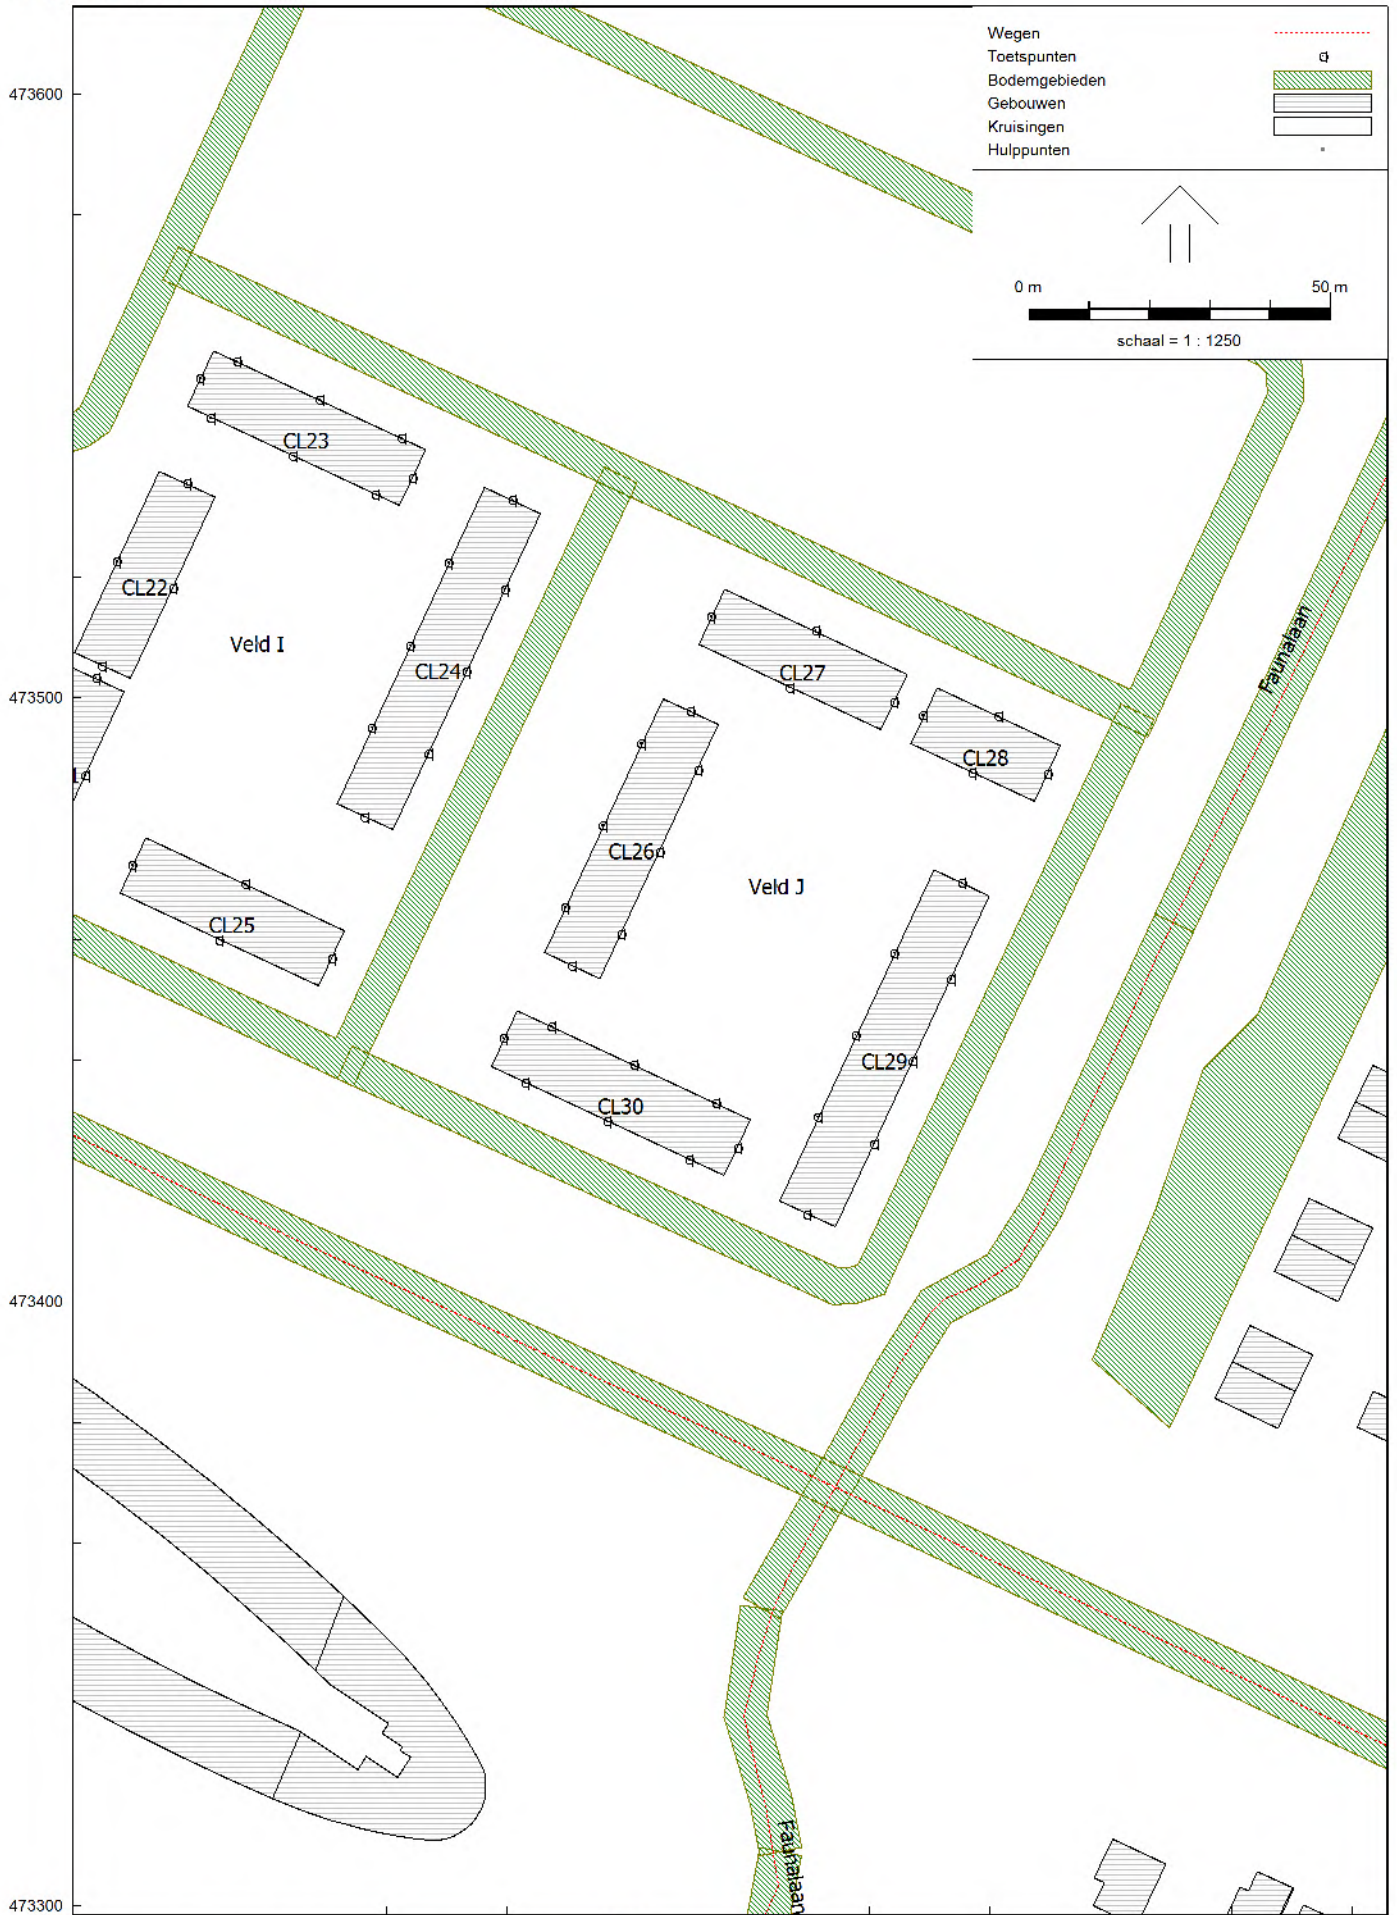 Wegen
Toetspunten
Bodemgebieden
Gebouwen
Kruisingen
Hulppunten
0 m 50 m
schaal = 1 : 1250
473600
CL23
CL22
Veld I
Faunalaan
CL24
CL27
473500
CL28
CL26
Veld J
CL25
CL29
CL30
473400
Faunalaan
473300